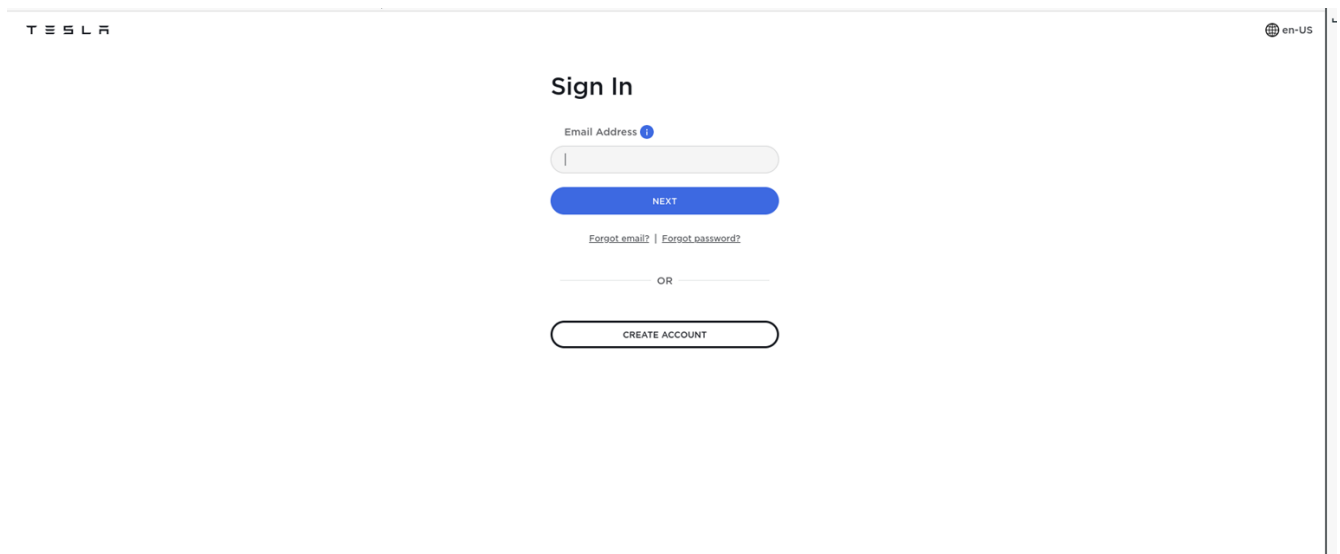 TESLA
en-US
Sign In
Email Address i
NEXT
Forgot email? | Forgot password?
OR
CREATE ACCOUNT